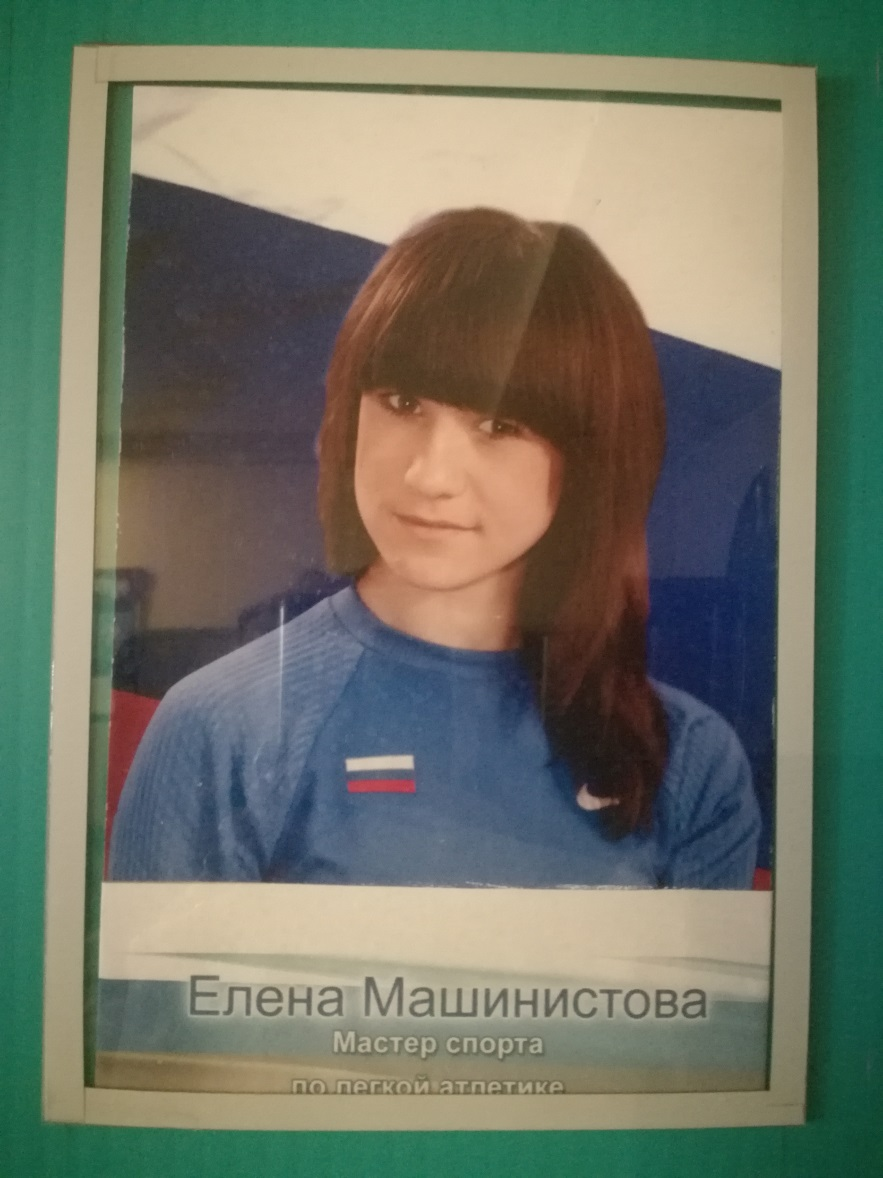 Елена Машинистова
Мастер спорта
по легкой атлетике